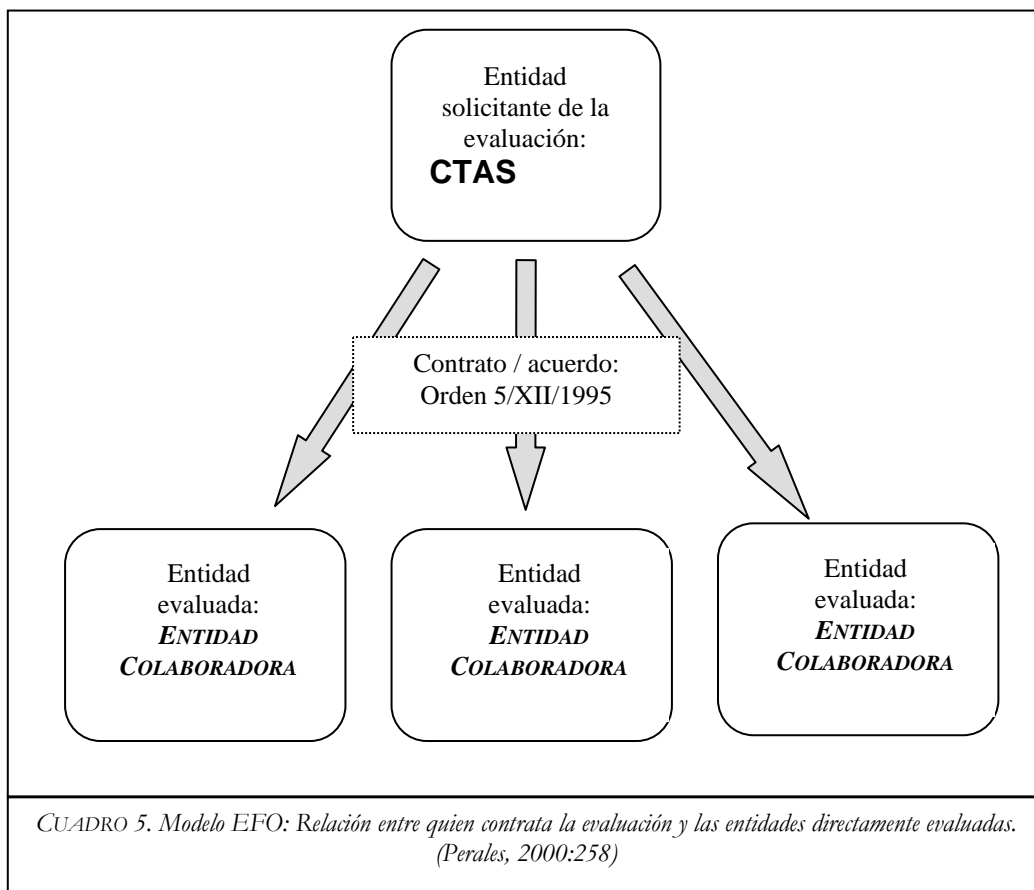 Entidad
solicitante de la
evaluación:
CTAS
Contrato / acuerdo:
Orden 5/XII/1995
Entidad
evaluada:
ENTIDAD
COLABORADORA
Entidad
evaluada:
ENTIDAD
COLABORADORA
Entidad
evaluada:
ENTIDAD
COLABORADORA
CUADRO 5. Modelo EFO: Relación entre quien contrata la evaluación y las entidades directamente evaluadas.
(Perales, 2000:258)